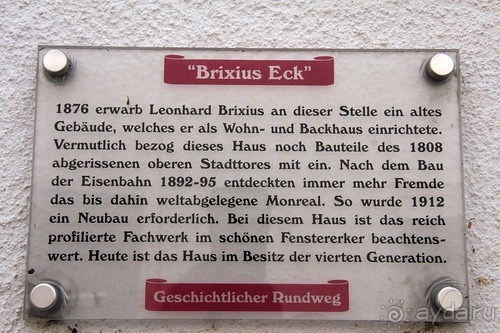 “Brixius Eck”
1876 erwarb Leonhard Brixius an dieser Stelle ein altes
Gebäude, welches er als Wohn- und Backhaus einrichtete.
Vermutlich bezog dieses Haus noch Bauteile des 1808
abgerissenen oberen Stadttores mit ein. Nach dem Bau
der Eisenbahn 1892-95 entdeckten immer mehr Fremde
das bis dahin weltabgelegene Monreal. So wurde 1912
ein Neubau erforderlich. Bei diesem Haus ist das reich
profilierte Fachwerk im schönen Fenstererker beachtens-
wert. Heute ist das Haus im Besitz der vierten Generation.
Geschichtlicher Rundweg
ayda.ru